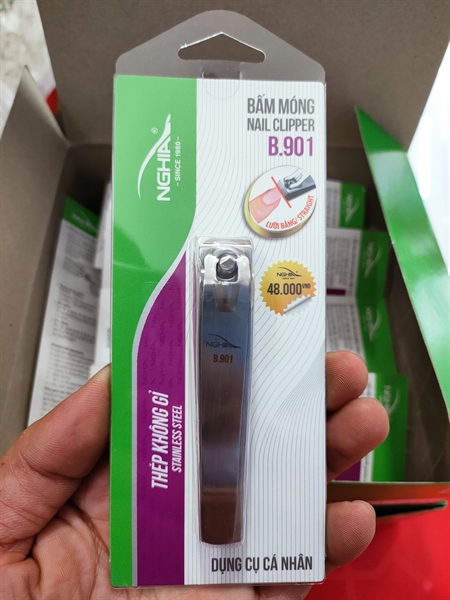 NGHIA®
SINCE 1980
BẤM MÓNG
NAIL CLIPPER
B.901
LƯỠI BẰNG/ STRAIGHT
NGHIA
48.000VNĐ
NGHIA
B.901
THÉP KHÔNG GỈ
STAINLESS STEEL
DỤNG CỤ CÁ NHÂN